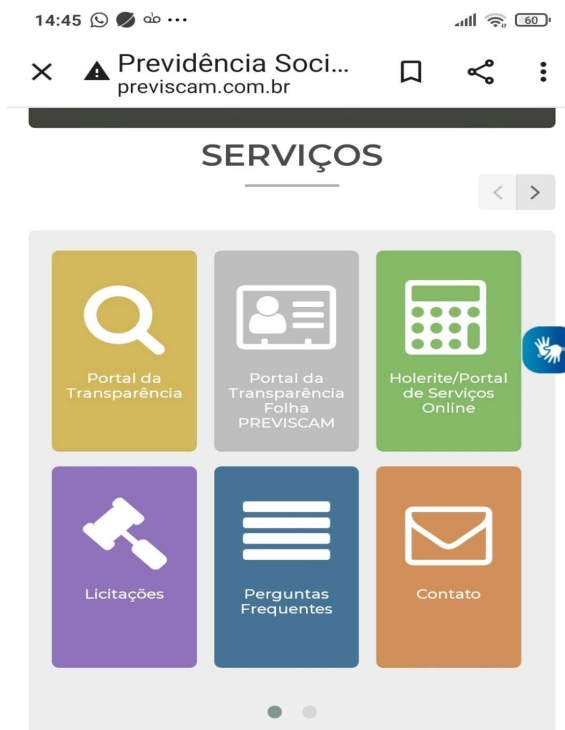 14:45
60
Previdência Soci...
previscam.com.br
SERVIÇOS
Portal da
Transparência
Portal da
Transparência
Folha
PREVISCAM
Holerite/Portal
de Serviços
Online
Licitações
Perguntas
Frequentes
Contato